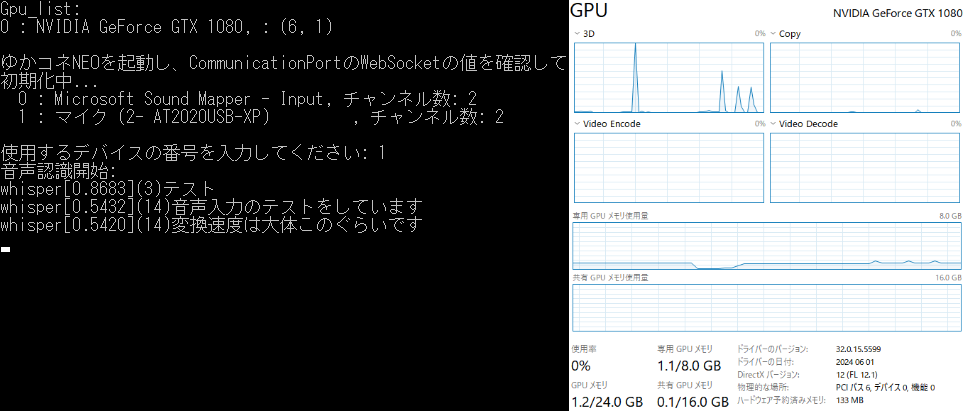 Gpu_list:
0 : NVIDIA GeForce GTX 1080, : (6, 1)
ゆかコネNEOを起動し、CommunicationPortのWebSocketの値を確認して
初期化中...
0 : Microsoft Sound Mapper - Input, チャンネル数: 2
1 : マイク (2- AT2020USB-XP) , チャンネル数: 2
使用するデバイスの番号を入力してください: 1
音声認識開始:
whisper[0.8683](3)テスト
whisper[0.5432](14)音声入力のテストをしています
whisper[0.5420](14)変換速度は大体このぐらいです
GPU
NVIDIA GeForce GTX 1080
3D 0%
Copy 0%
Video Encode 0%
Video Decode 0%
専用 GPU メモリ使用量 8.0 GB
共有 GPU メモリ使用量 16.0 GB
使用率
0%
専用 GPU メモリ
1.1/8.0 GB
GPU メモリ
1.2/24.0 GB
共有 GPU メモリ
0.1/16.0 GB
ドライバーのバージョン: 32.0.15.5599
ドライバーの日付: 2024 06 01
DirectX バージョン: 12 (FL 12.1)
物理的な場所: PCI バス 6, デバイス 0, 機能 0
ハードウェア予約済みメモリ: 133 MB